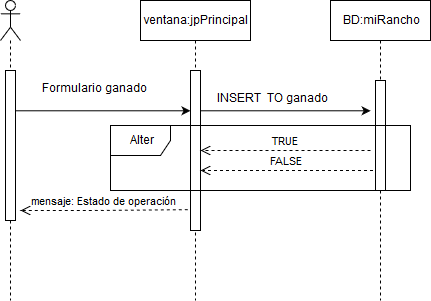 ventana:jpPrincipal
BD:miRancho
Formulario ganado
INSERT TO ganado
Alter
TRUE
FALSE
mensaje: Estado de operación